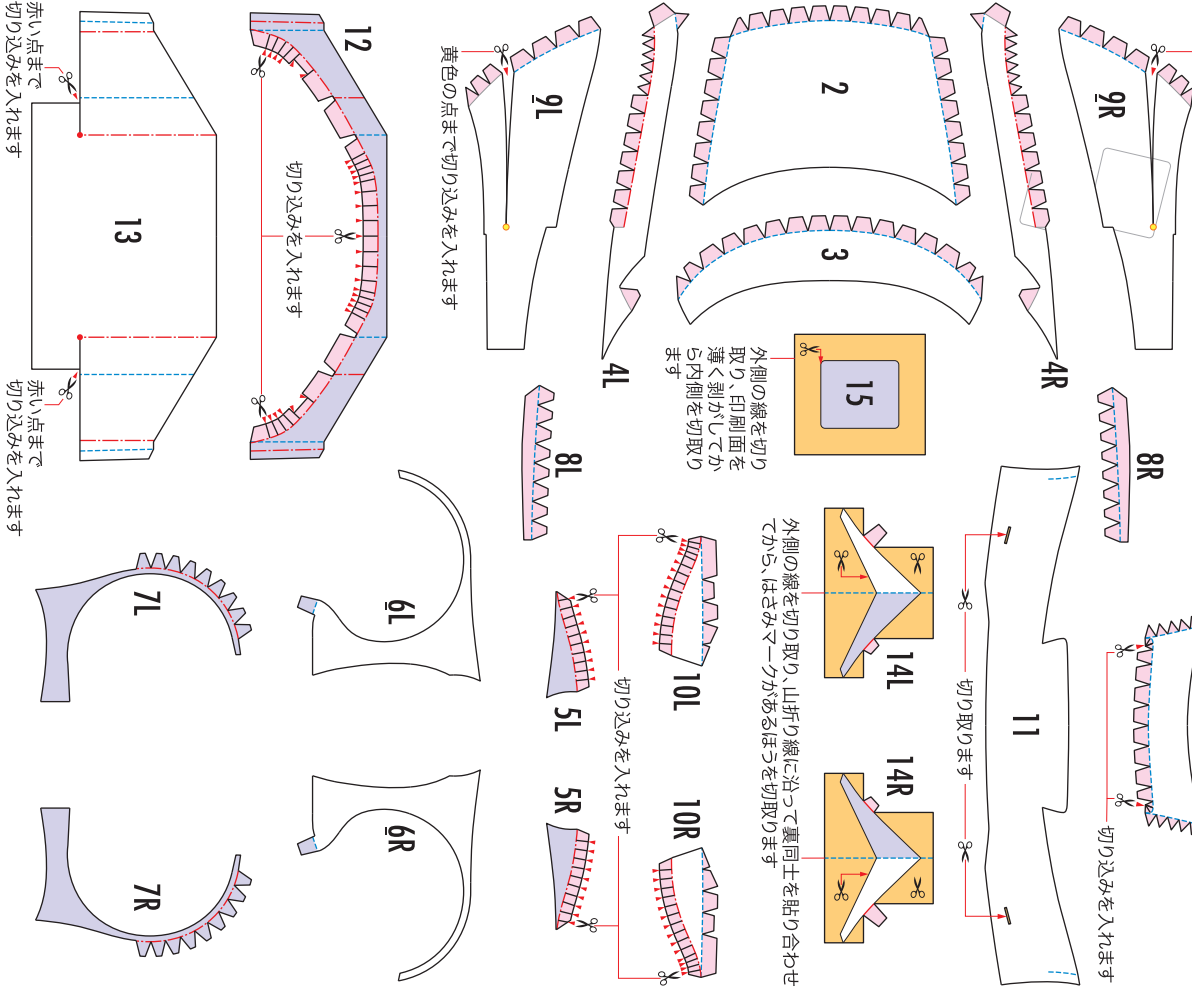 12
赤い点まで
切り込みを入れます
切り込みを入れます
13
赤い点まで
切り込みを入れます
9L
黄色の点まで切り込みを入れます
4L
2
3
外側の線を切り
取り、印刷面を
薄く剥がしてか
ら内側を切取り
ます
15
4R
9R
8L
8R
7L
6L
5L
10L
切り込みを入れます
外側の線を切り取り、山折り線に沿って裏同士を貼り合わせ
てから、はさみマークがあるほうを切取ります
14L
切り取ります
11
切り込みを入れます
7R
6R
5R
10R
14R